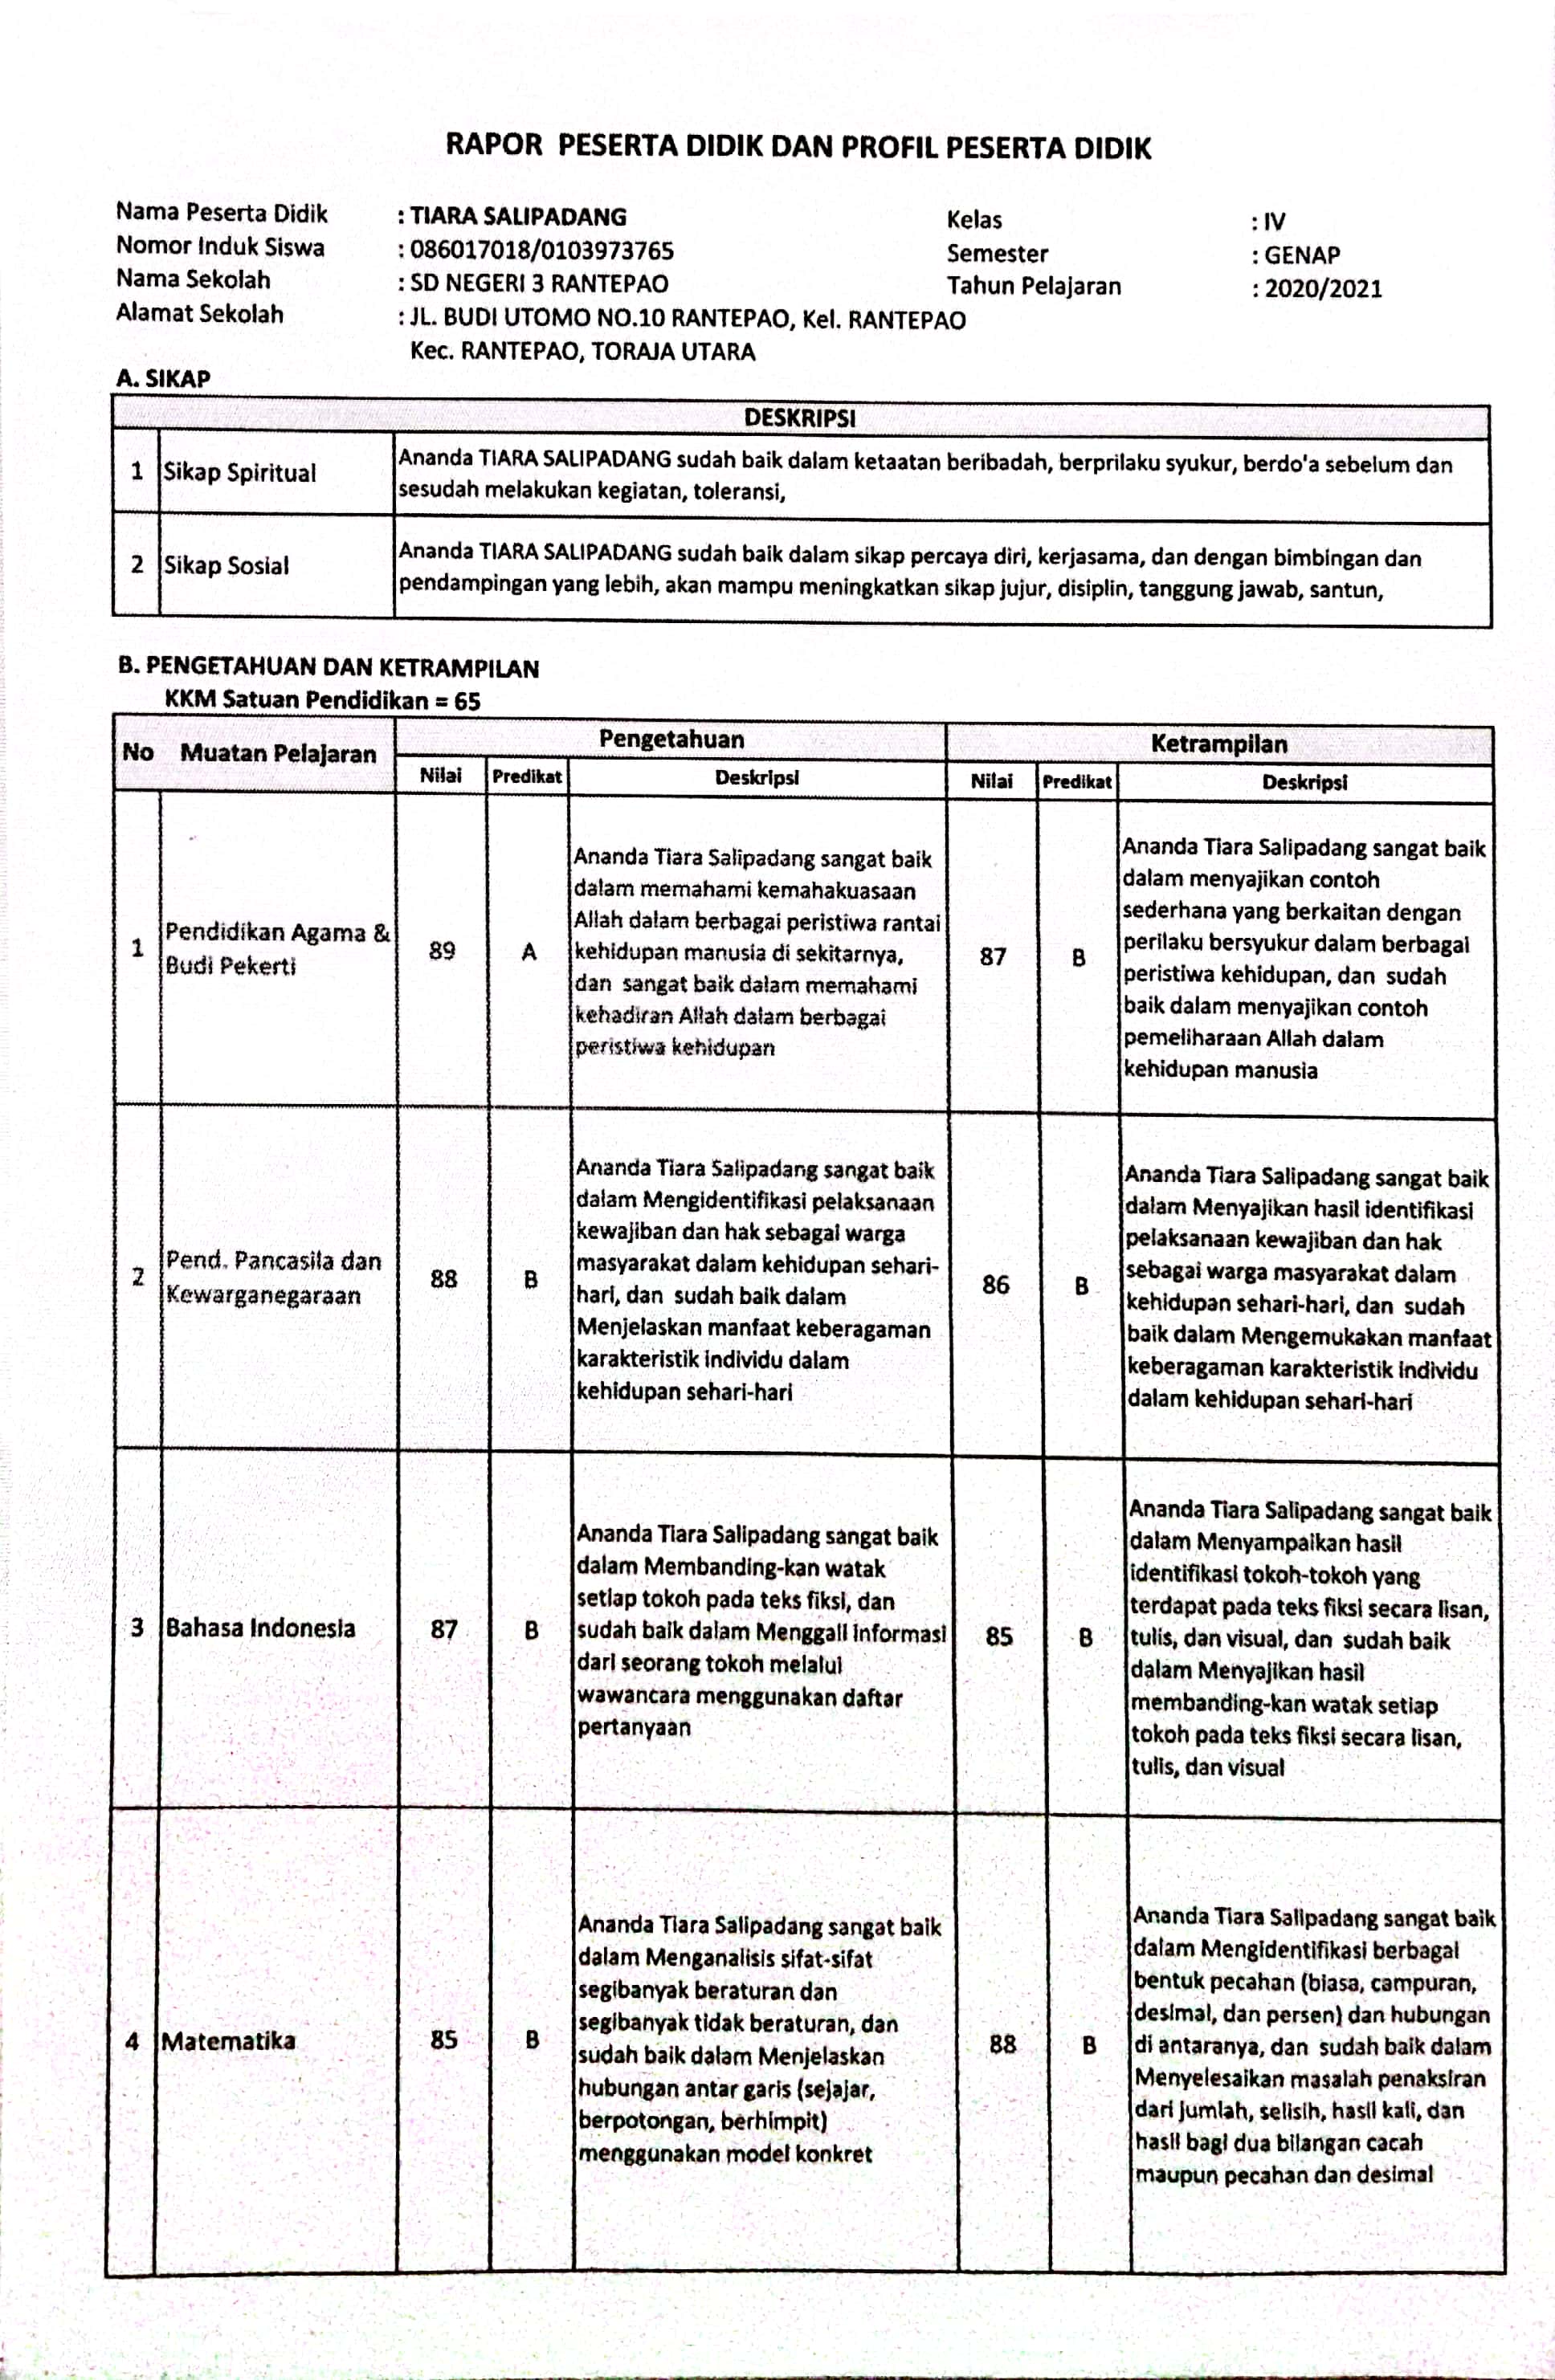 RAPOR PESERTA DIDIK DAN PROFIL PESERTA DIDIK
Nama Peserta Didik : TIARA SALIPADANG Kelas : IV
Nomor Induk Siswa : 086017018/0103973765 Semester : GENAP
Nama Sekolah : SD NEGERI 3 RANTEPAO Tahun Pelajaran : 2020/2021
Alamat Sekolah : JL. BUDI UTOMO NO.10 RANTEPAO, Kel. RANTEPAO
Kec. RANTEPAO, TORAJA UTARA
A. SIKAP
DESKRIPSI
1 Sikap Spiritual
Ananda TIARA SALIPADANG sudah baik dalam ketaatan beribadah, berprilaku syukur, berdo'a sebelum dan
sesudah melakukan kegiatan, toleransi,
2 Sikap Sosial
Ananda TIARA SALIPADANG sudah baik dalam sikap percaya diri, kerjasama, dan dengan bimbingan dan
pendampingan yang lebih, akan mampu meningkatkan sikap jujur, disiplin, tanggung jawab, santun,
B. PENGETAHUAN DAN KETRAMPILAN
KKM Satuan Pendidikan = 65
No Muatan Pelajaran Pengetahuan Ketrampilan
Nilai Predikat Deskripsi Nilai Predikat Deskripsi
1 Pendidikan Agama &
Budi Pekerti
89 A
Ananda Tiara Salipadang sangat baik
dalam memahami kemahakuasaan
Allah dalam berbagai peristiwa rantai
kehidupan manusia di sekitarnya,
dan sangat baik dalam memahami
kehadiran Allah dalam berbagai
peristiwa kehidupan
87 B
Ananda Tiara Salipadang sangat baik
dalam menyajikan contoh
sederhana yang berkaitan dengan
perilaku bersyukur dalam berbagai
peristiwa kehidupan, dan sudah
baik dalam menyajikan contoh
pemeliharaan Allah dalam
kehidupan manusia
2 Pend. Pancasila dan
Kewarganegaraan
88 B
Ananda Tiara Salipadang sangat baik
dalam Mengidentifikasi pelaksanaan
kewajiban dan hak sebagai warga
masyarakat dalam kehidupan sehari-
hari, dan sudah baik dalam
Menjelaskan manfaat keberagaman
karakteristik individu dalam
kehidupan sehari-hari
86 B
Ananda Tiara Salipadang sangat baik
dalam Menyajikan hasil identifikasi
pelaksanaan kewajiban dan hak
sebagai warga masyarakat dalam
kehidupan sehari-hari, dan sudah
baik dalam Mengemukakan manfaat
keberagaman karakteristik individu
dalam kehidupan sehari-hari
3 Bahasa Indonesia
87 B
Ananda Tiara Salipadang sangat baik
dalam Membanding-kan watak
setiap tokoh pada teks fiksi, dan
sudah baik dalam Menggali informasi
dari seorang tokoh melalui
wawancara menggunakan daftar
pertanyaan
85 B
Ananda Tiara Salipadang sangat baik
dalam Menyampaikan hasil
identifikasi tokoh-tokoh yang
terdapat pada teks fiksi secara lisan,
tulis, dan visual, dan sudah baik
dalam Menyajikan hasil
membanding-kan watak setiap
tokoh pada teks fiksi secara lisan,
tulis, dan visual
4 Matematika
85 B
Ananda Tiara Salipadang sangat baik
dalam Menganalisis sifat-sifat
segibanyak beraturan dan
segibanyak tidak beraturan, dan
sudah baik dalam Menjelaskan
hubungan antar garis (sejajar,
berpotongan, berhimpit)
menggunakan model konkret
88 B
Ananda Tiara Salipadang sangat baik
dalam Mengidentifikasi berbagai
bentuk pecahan (biasa, campuran,
desimal, dan persen) dan hubungan
di antaranya, dan sudah baik dalam
Menyelesaikan masalah penaksiran
dari jumlah, selisih, hasil kali, dan
hasil bagi dua bilangan cacah
maupun pecahan dan desimal